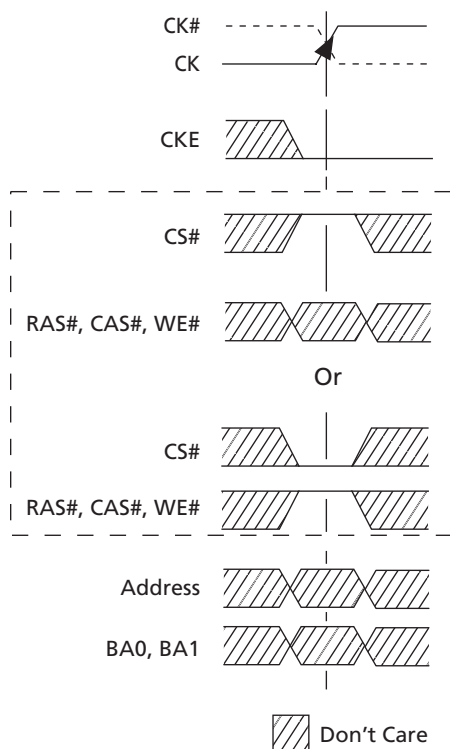 CK#
CK
CKE
CS#
RAS#, CAS#, WE#
Or
CS#
RAS#, CAS#, WE#
Address
BA0, BA1
Don't Care